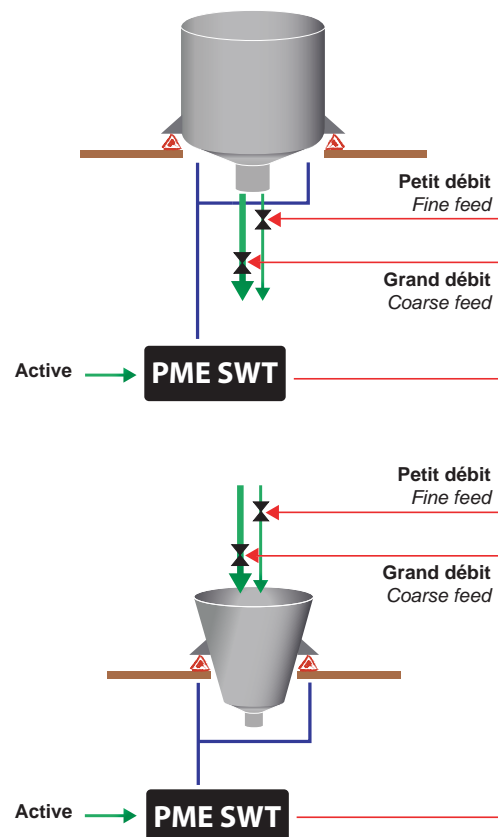 Petit débit
Fine feed
Grand débit
Coarse feed
Active
PME SWT
Petit débit
Fine feed
Grand débit
Coarse feed
Active
PME SWT